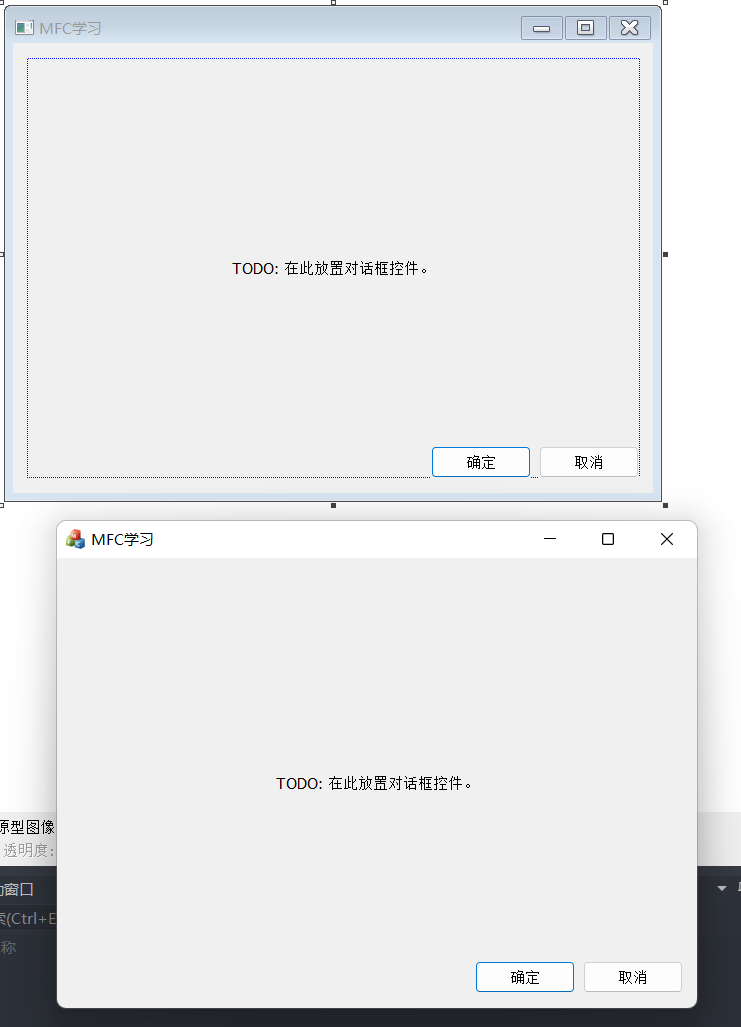 MFC学习
TODO: 在此放置对话框控件。
确定
取消
MFC学习
TODO: 在此放置对话框控件。
原型图像
透明度:
窗口
(Ctrl+E
称
确定
取消